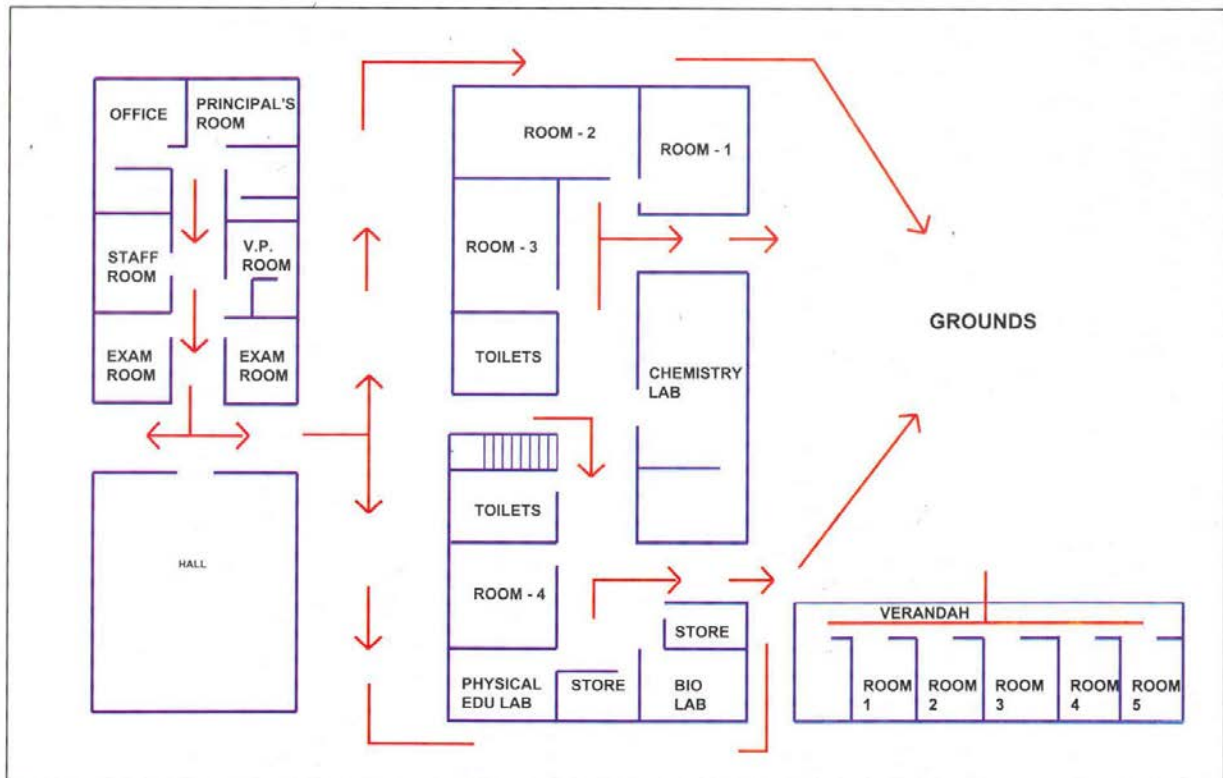 OFFICE
PRINCIPAL'S
ROOM
STAFF
ROOM
V.P.
ROOM
EXAM
ROOM
EXAM
ROOM
HALL
ROOM - 2
ROOM - 1
ROOM - 3
TOILETS
CHEMISTRY
LAB
TOILETS
ROOM - 4
STORE
PHYSICAL
EDU LAB
STORE
BIO
LAB
GROUNDS
VERANDAH
ROOM
1
ROOM
2
ROOM
3
ROOM
4
ROOM
5